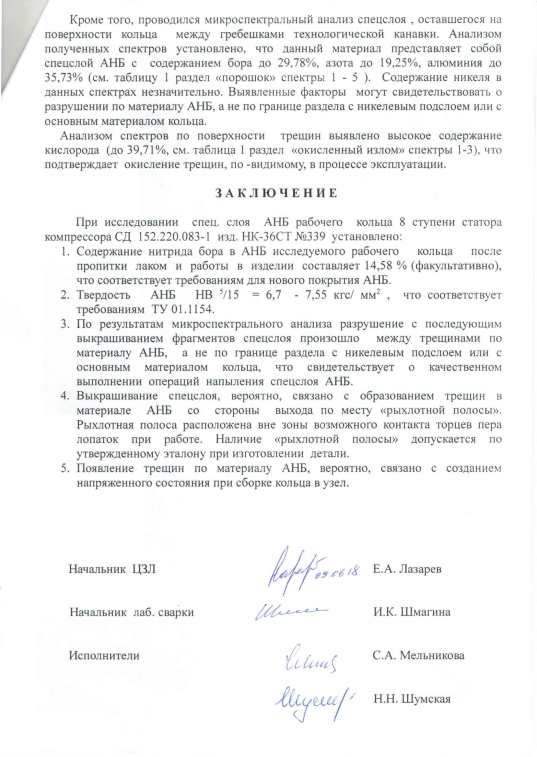 Кроме того, проводился микроспектральный анализ спецслоя , оставшегося на
поверхности кольца между гребешками технологической канавки. Анализом
полученных спектров установлено, что данный материал представляет собой
спецслой АНБ с содержанием бора до 29,78%, азота до 19,25%, алюминия до
35,73% (см. таблицу 1 раздел «порошок» спектры 1 - 5 ). Содержание никеля в
данных спектрах незначительно. Выявленные факторы могут свидетельствовать о
разрушении по материалу АНБ, а не по границе раздела с никелевым подслоем или с
основным материалом кольца.
Анализом спектров по поверхности трещин выявлено высокое содержание
кислорода (до 39,71%, см. таблица 1 раздел «окисленный излом» спектры 1-3), что
подтверждает окисление трещин, по -видимому, в процессе эксплуатации.
З А К Л Ю Ч Е Н И Е
При исследовании спец. слоя АНБ рабочего кольца 8 ступени статора
компрессора СД 152.220.083-1 изд. НК-36СТ №339 установлено:
1. Содержание нитрида бора в АНБ исследуемого рабочего кольца после
пропитки лаком и работы в изделии составляет 14,58 % (факультативно),
что соответствует требованиям для нового покрытия АНБ.
2. Твердость АНБ НВ ⁵/15 = 6,7 - 7,55 кгс/ мм² , что соответствует
требованиям ТУ 01.1154.
3. По результатам микроспектрального анализа разрушение с последующим
выкрашиванием фрагментов спецслоя произошло между трещинами по
материалу АНБ, а не по границе раздела с никелевым подслоем или с
основным материалом кольца, что свидетельствует о качественном
выполнении операций напыления спецслоя АНБ.
4. Выкрашивание спецслоя, вероятно, связано с образованием трещин в
материале АНБ со стороны выхода по месту «рыхлотной полосы».
Рыхлотная полоса расположена вне зоны возможного контакта торцев пера
лопаток при работе. Наличие «рыхлотной полосы» допускается по
утвержденному эталону при изготовлении детали.
5. Появление трещин по материалу АНБ, вероятно, связано с созданием
напряженного состояния при сборке кольца в узел.
Начальник ЦЗЛ 09.06.18 Е.А. Лазарев
Начальник лаб. сварки И.К. Шмагина
Исполнители С.А. Мельникова
Н.Н. Шумская